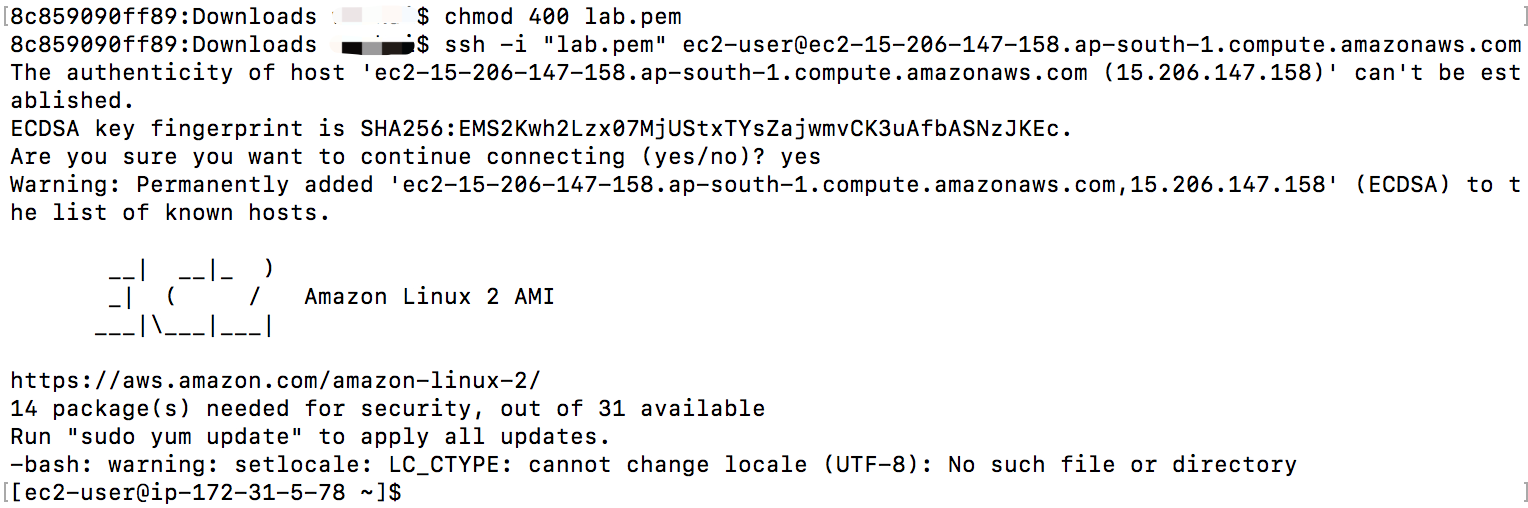 [8c859090ff89:Downloads $ chmod 400 lab.pem ]
8c859090ff89:Downloads $ ssh -i "lab.pem" ec2-user@ec2-15-206-147-158.ap-south-1.compute.amazonaws.com
The authenticity of host 'ec2-15-206-147-158.ap-south-1.compute.amazonaws.com (15.206.147.158)' can't be est
ablished.
ECDSA key fingerprint is SHA256:EMS2Kwh2Lzx07MjUStxTYsZajwmvCK3uAfbASNzJKEc.
Are you sure you want to continue connecting (yes/no)? yes
Warning: Permanently added 'ec2-15-206-147-158.ap-south-1.compute.amazonaws.com,15.206.147.158' (ECDSA) to t
he list of known hosts.

       __|  __|_  )
       _|  (     /   Amazon Linux 2 AMI
      ___|\___|___|

https://aws.amazon.com/amazon-linux-2/
14 package(s) needed for security, out of 31 available
Run "sudo yum update" to apply all updates.
-bash: warning: setlocale: LC_CTYPE: cannot change locale (UTF-8): No such file or directory
[[ec2-user@ip-172-31-5-78 ~]$ ]